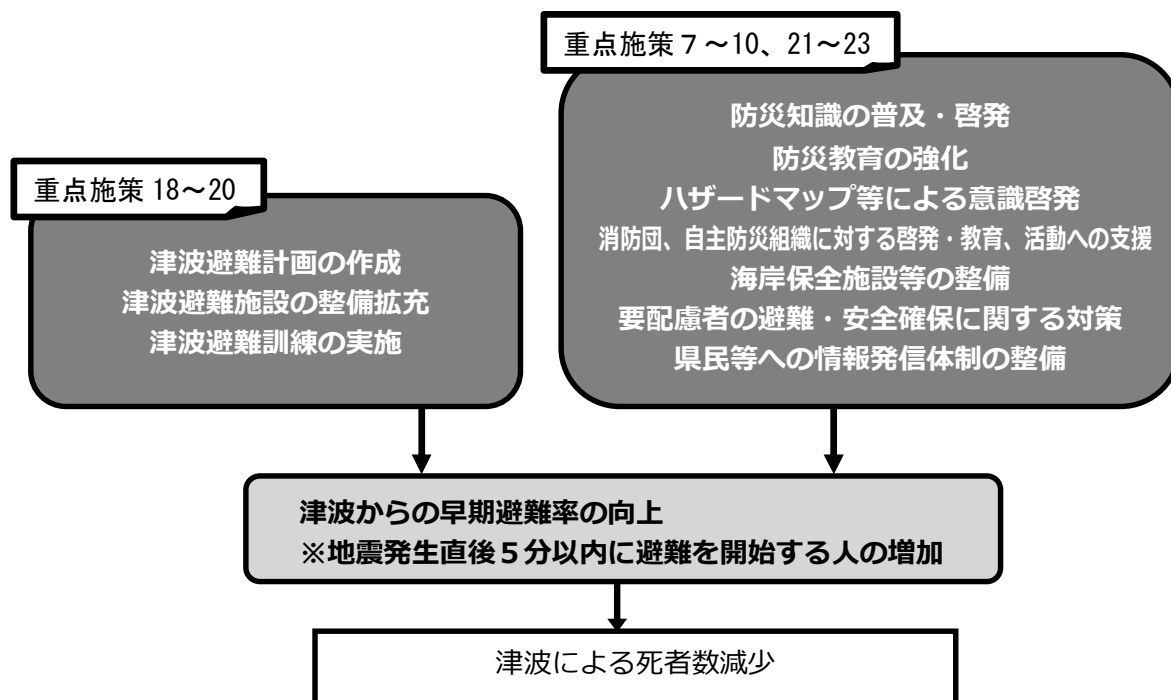 重点施策７～10、21～23
防災知識の普及・啓発
防災教育の強化
ハザードマップ等による意識啓発
消防団、自主防災組織に対する啓発・教育、活動への支援
海岸保全施設等の整備
要配慮者の避難・安全確保に関する対策
県民等への情報発信体制の整備
重点施策 18～20
津波避難計画の作成
津波避難施設の整備拡充
津波避難訓練の実施
津波からの早期避難率の向上
※地震発生直後５分以内に避難を開始する人の増加
津波による死者数減少